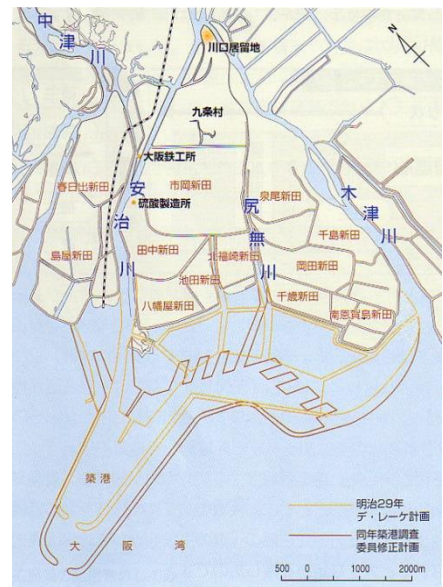 中津川
川口居留地
九条村
大阪鉄工所
春日出新田
市岡新田
安治川
硫酸製造所
泉尾新田
尻無川
木津川
千島新田
島屋新田
田中新田
北福崎新田
岡田新田
池田新田
八幡屋新田
千歳新田
南恩賀島新田
築港
大阪湾
明治29年
デ・レーケ計画
同年築港調査
委員修正計画
500 0 1000 2000m